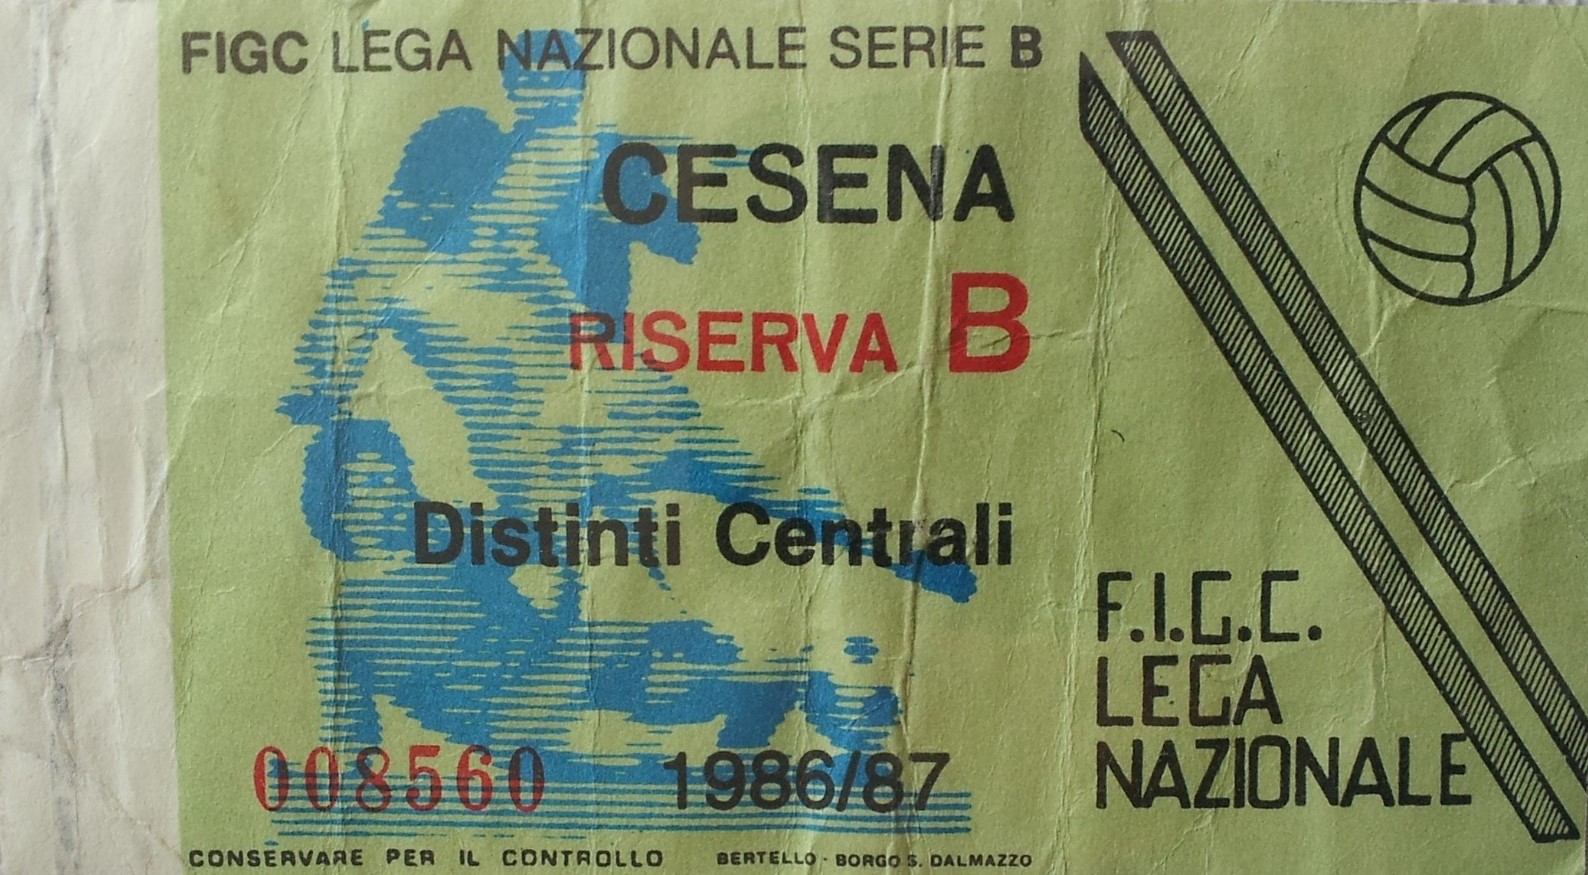 FIGC LEGA NAZIONALE SERIE B
CESENA
RISERVA B
Distinti Centrali
008560 1986/87
CONSERVARE PER IL CONTROLLO BERTELLO - BORGO S. DALMAZZO
F.I.G.C.
LEGA
NAZIONALE